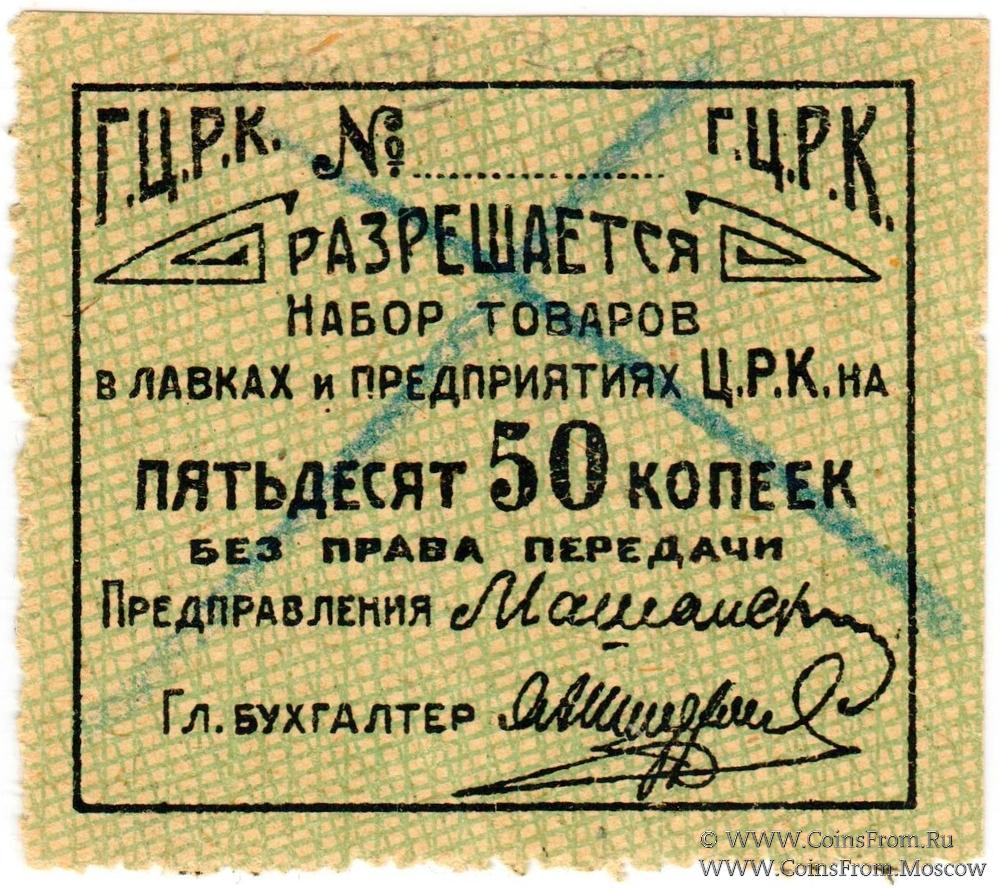 Г.Ц.Р.К. № Г.Ц.Р.К.
РАЗРЕШАЕТСЯ
НАБОР ТОВАРОВ
В ЛАВКАХ И ПРЕДПРИЯТИЯХ Ц.Р.К. НА
ПЯТЬДЕСЯТ 50 КОПЕЕК
БЕЗ ПРАВА ПЕРЕДАЧИ
ПРЕДПРАВЛЕНИЯ
ГЛ. БУХГАЛТЕР
© WWW.CoinsFrom.Ru
WWW.CoinsFrom.Moscow